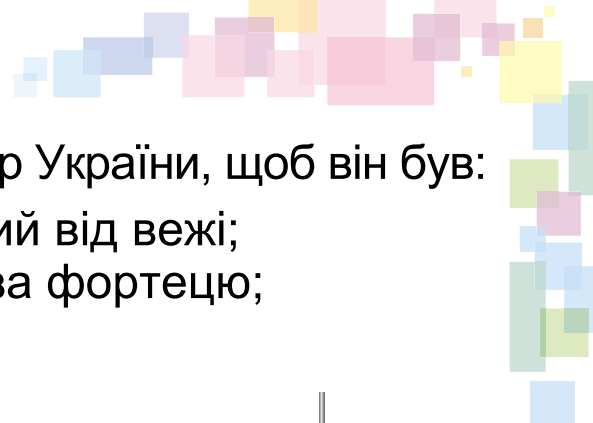 р України, щоб він був:
ий від вежі;
за фортецю;